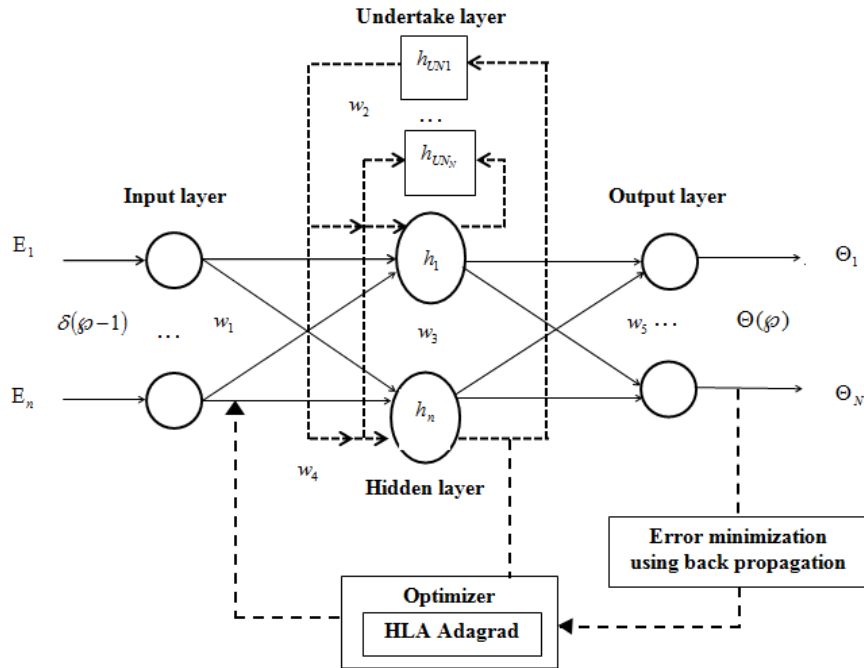 Undertake layer
h_{UN1}
w_2
...
h_{UN_N}
Input layer
Output layer
E_1
h_1
Θ_1
δ(℘-1)
...
w_1
w_3
w_5 ...
Θ(℘)
E_n
h_n
Θ_N
w_4
Hidden layer
Error minimization
using back propagation
Optimizer
HLA Adagrad